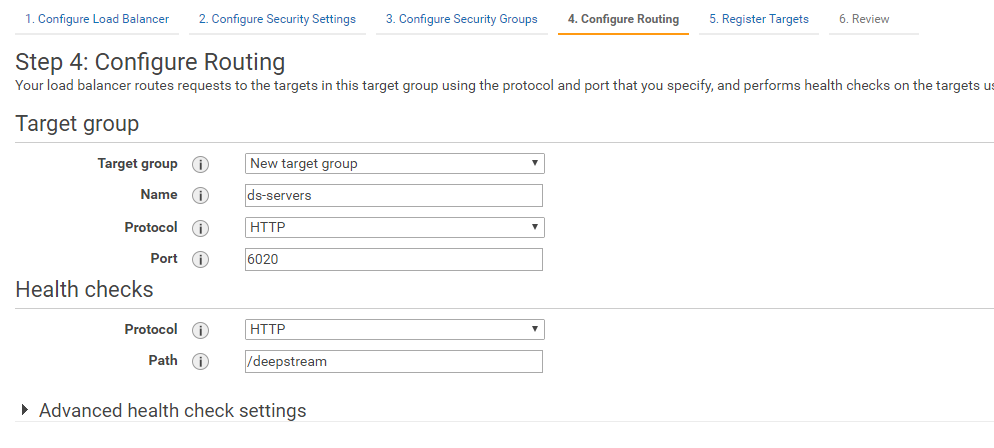 1. Configure Load Balancer 2. Configure Security Settings 3. Configure Security Groups 4. Configure Routing 5. Register Targets 6. Review
Step 4: Configure Routing
Your load balancer routes requests to the targets in this target group using the protocol and port that you specify, and performs health checks on the targets
Target group
Target group i New target group
Name i ds-servers
Protocol i HTTP
Port i 6020
Health checks
Protocol i HTTP
Path i /deepstream
Advanced health check settings